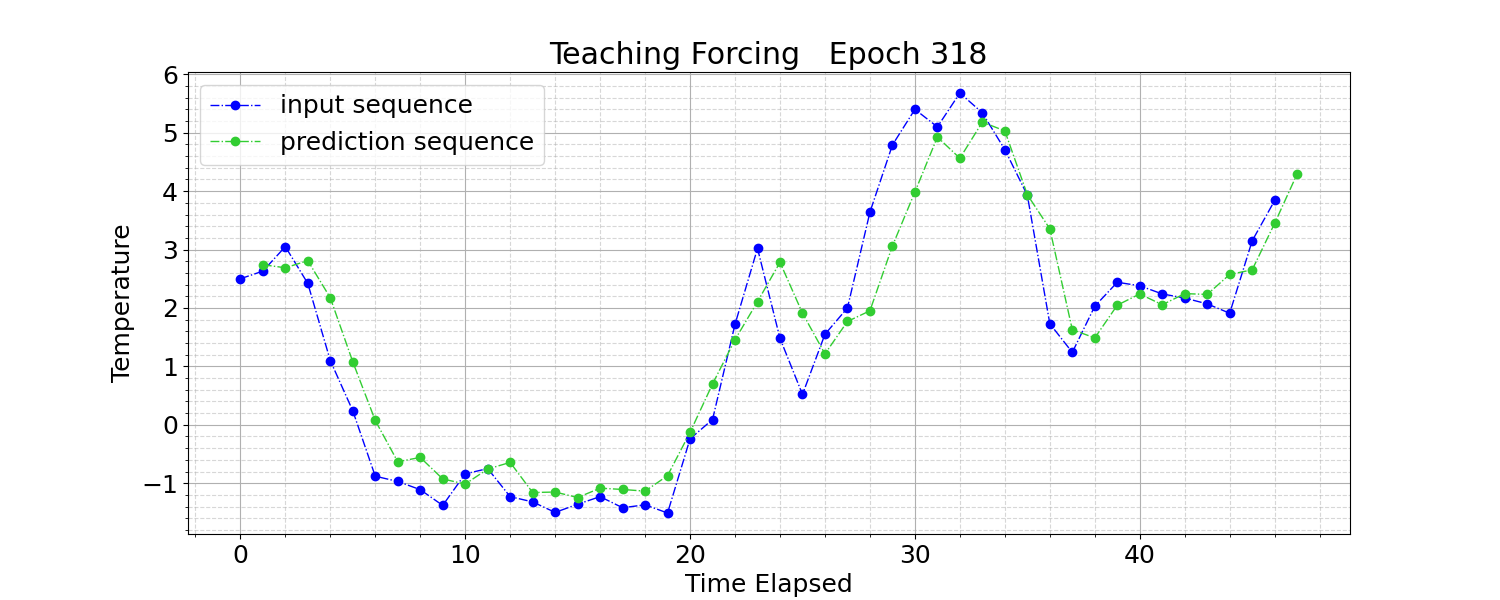 Teaching Forcing   Epoch 318
input sequence
prediction sequence
Temperature
6
5
4
3
2
1
0
−1
0 10 20 30 40
Time Elapsed